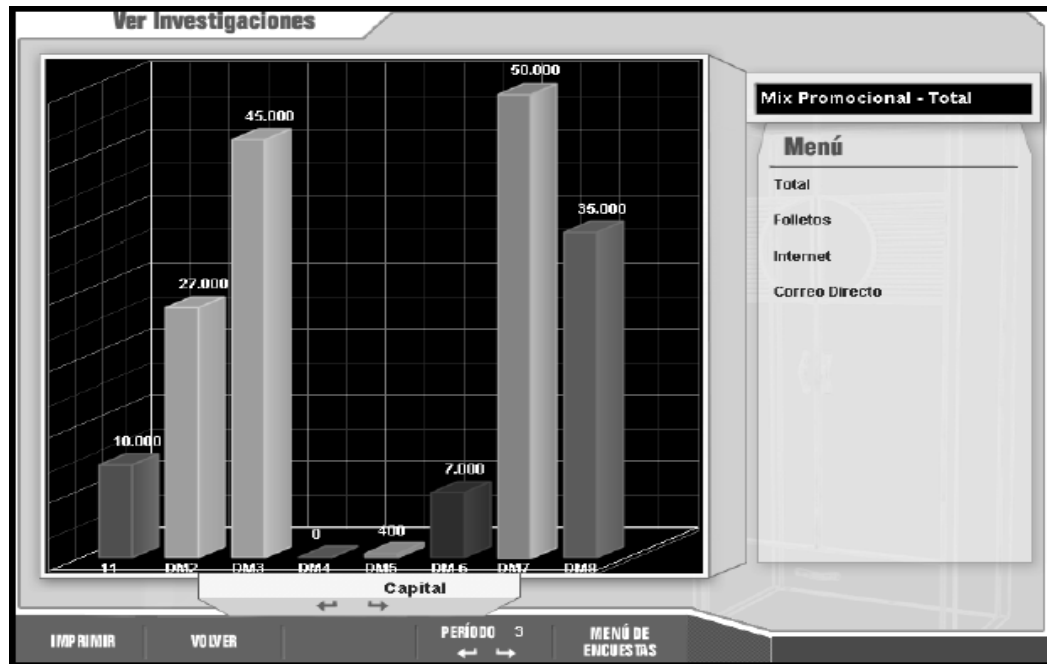 Ver Investigaciones
50.000
45.000
35.000
27.000
10.000
7.000
0
400
11 DM2 DM3 DM4 DM5 DM6 DM7 DM8
Capital
Mix Promocional - Total
Menú
Total
Folletos
Internet
Correo Directo
IMPRIMIR
VOLVER
PERÍODO 3
MENÚ DE
ENCUESTAS